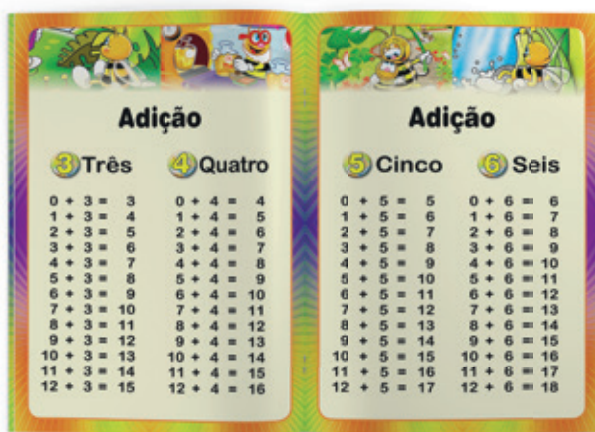 Adição
3 Três
0 + 3 = 3
1 + 3 = 4
2 + 3 = 5
3 + 3 = 6
4 + 3 = 7
5 + 3 = 8
6 + 3 = 9
7 + 3 = 10
8 + 3 = 11
9 + 3 = 12
10 + 3 = 13
11 + 3 = 14
12 + 3 = 15
4 Quatro
0 + 4 = 4
1 + 4 = 5
2 + 4 = 6
3 + 4 = 7
4 + 4 = 8
5 + 4 = 9
6 + 4 = 10
7 + 4 = 11
8 + 4 = 12
9 + 4 = 13
10 + 4 = 14
11 + 4 = 15
12 + 4 = 16
Adição
5 Cinco
0 + 5 = 5
1 + 5 = 6
2 + 5 = 7
3 + 5 = 8
4 + 5 = 9
5 + 5 = 10
6 + 5 = 11
7 + 5 = 12
8 + 5 = 13
9 + 5 = 14
10 + 5 = 15
11 + 5 = 16
12 + 5 = 17
6 Seis
0 + 6 = 6
1 + 6 = 7
2 + 6 = 8
3 + 6 = 9
4 + 6 = 10
5 + 6 = 11
6 + 6 = 12
7 + 6 = 13
8 + 6 = 14
9 + 6 = 15
10 + 6 = 16
11 + 6 = 17
12 + 6 = 18